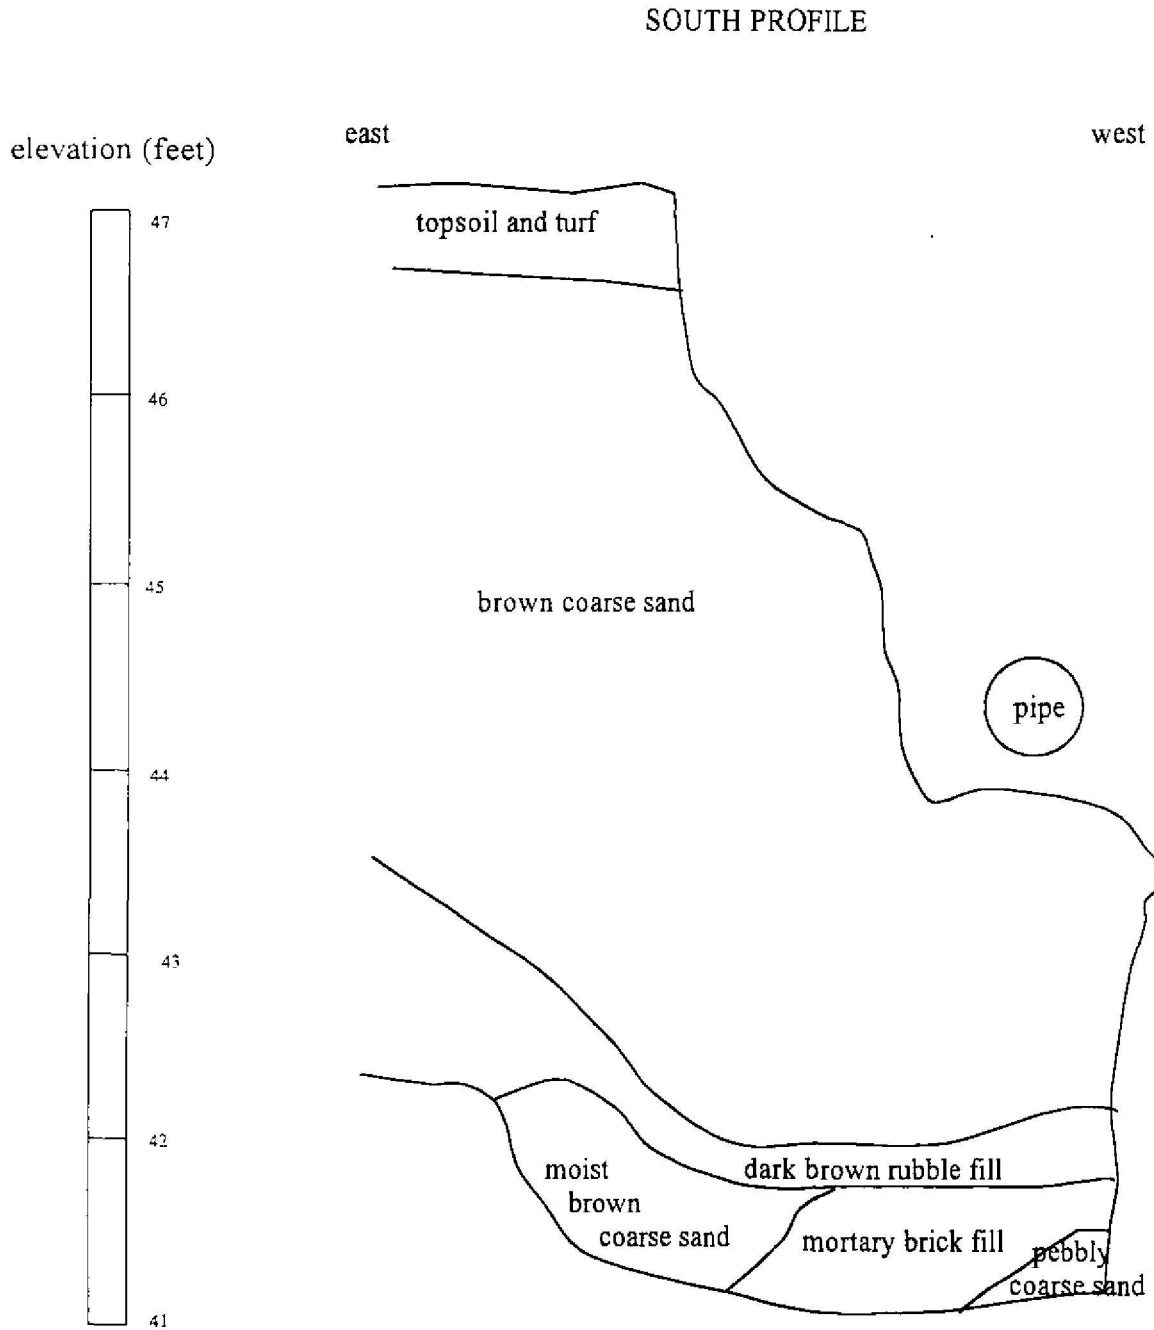 SOUTH PROFILE
east
west
elevation (feet)
47
topsoil and turf
46
45
brown coarse sand
pipe
44
43
42
moist
brown
coarse sand
dark brown rubble fill
mortary brick fill
pebbly
coarse sand
41